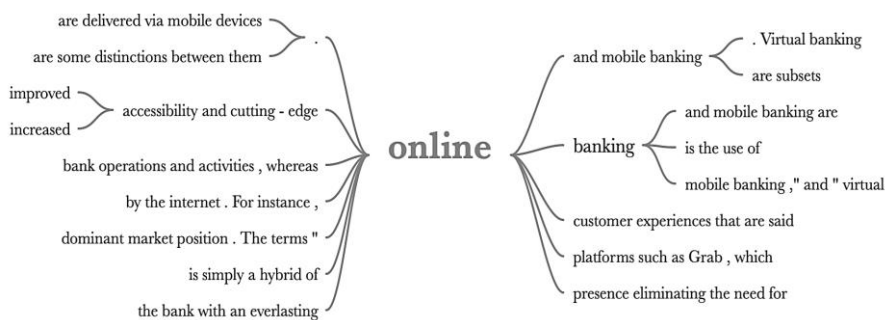 are delivered via mobile devices
.
are some distinctions between them
improved
accessibility and cutting - edge
increased
bank operations and activities , whereas
by the internet . For instance ,
dominant market position . The terms "
is simply a hybrid of
the bank with an everlasting
online
. Virtual banking
and mobile banking
are subsets
and mobile banking are
banking
is the use of
mobile banking ," and " virtual
customer experiences that are said
platforms such as Grab , which
presence eliminating the need for